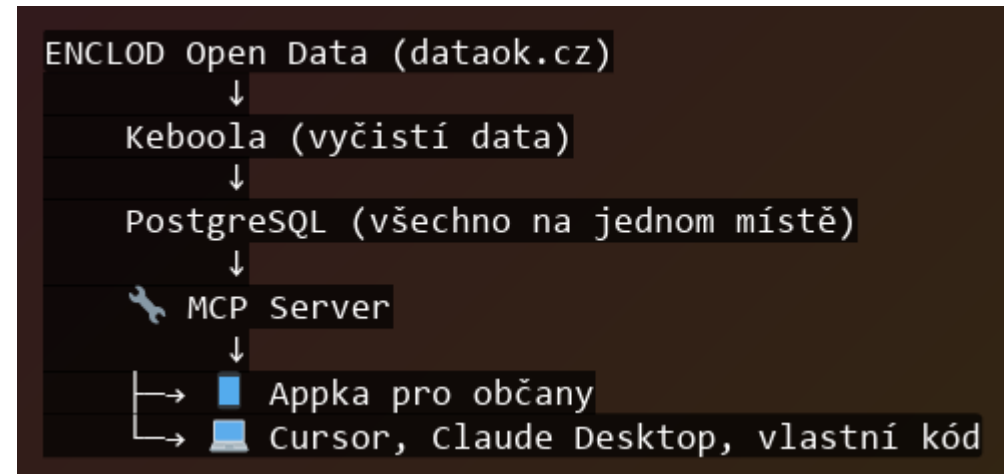 ENCLOD Open Data (dataok.cz)
↓
Keboola (vyčistí data)
↓
PostgreSQL (všechno na jednom místě)
↓
🔧 MCP Server
↓
├─→ 📱 Appka pro občany
└─→ 💻 Cursor, Claude Desktop, vlastní kód